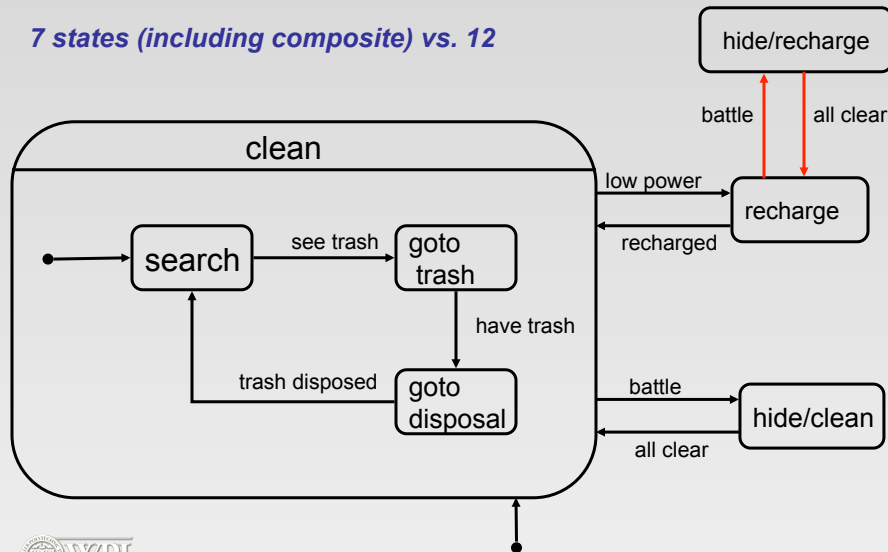 7 states (including composite) vs. 12
hide/recharge
battle
all clear
clean
low power
recharge
recharged
search
see trash
goto
trash
have trash
trash disposed
goto
disposal
battle
hide/clean
all clear
WPI